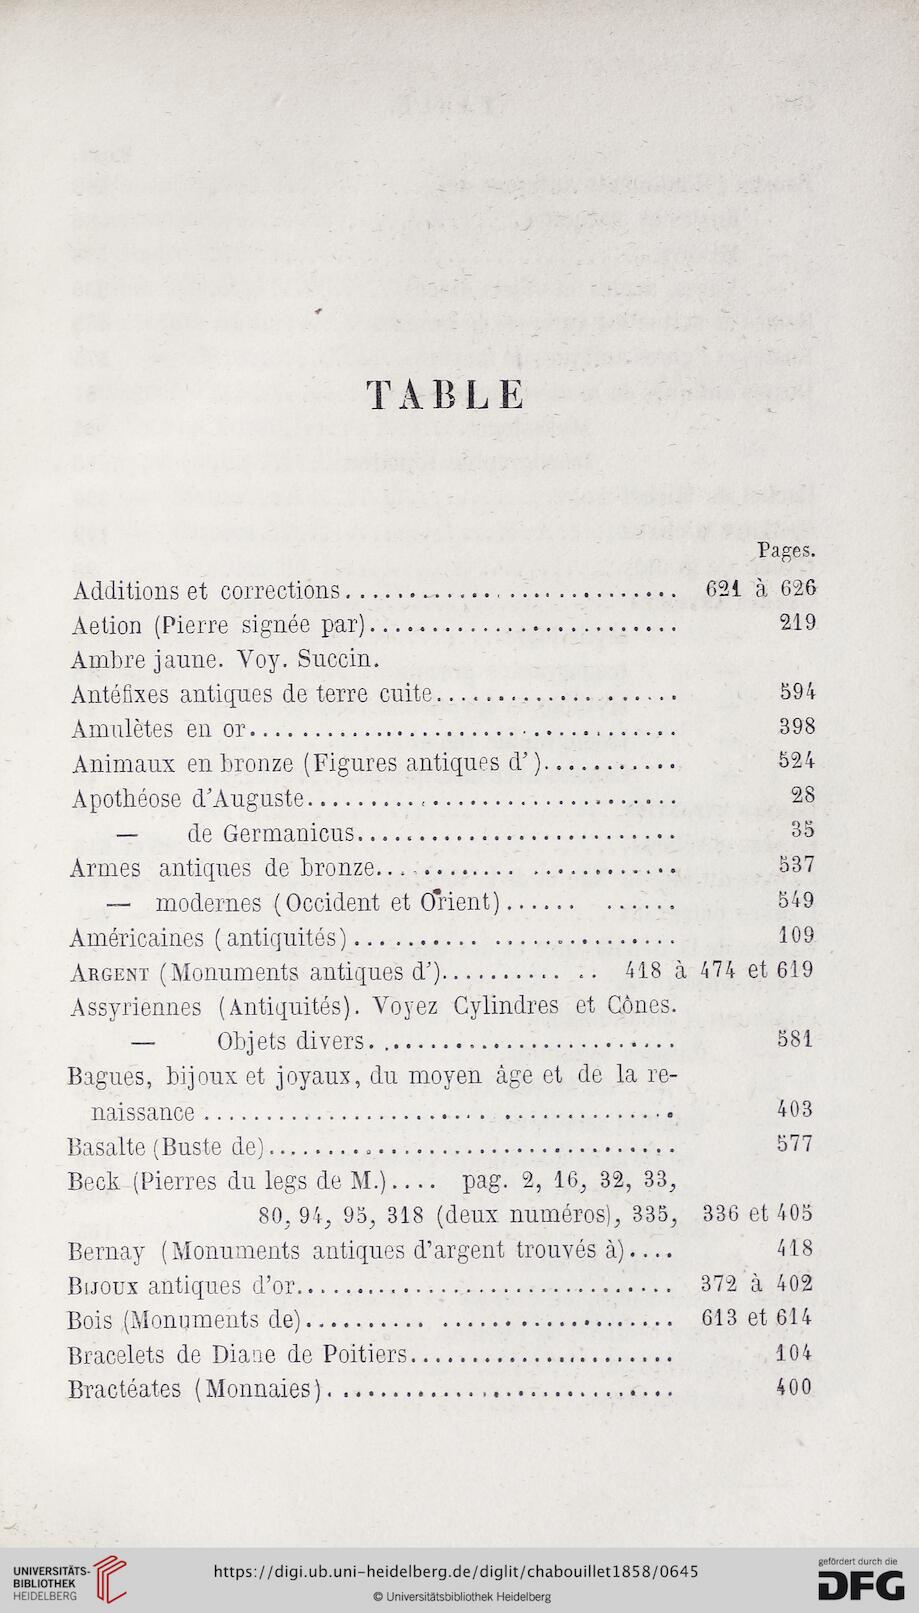 TABLE
Pages.
Additions et corrections.............................. 621 à 626
Aetion (Pierre signée par)............................ 219
Ambre jaune. Voy. Succin.
Antéfixes antiques de terre cuite..................... 594
Amulètes en or........................................ 398
Animaux en bronze (Figures antiques d')............... 524
Apothéose d'Auguste................................... 28
— de Germanicus............................. 35
Armes antiques de bronze.............................. 537
— modernes (Occident et Orient)............. 549
Américaines (antiquités).............................. 109
ARGENT (Monuments antiques d')............. 418 à 474 et 619
Assyriennes (Antiquités). Voyez Cylindres et Cônes.
— Objets divers............................. 581
Bagues, bijoux et joyaux, du moyen âge et de la re-
naissance............................................. 403
Basalte (Buste de).................................... 577
Beck (Pierres du legs de M.).... pag. 2, 16, 32, 33,
80, 94, 95, 318 (deux numéros), 335, 336 et 405
Bernay (Monuments antiques d'argent trouvés à).... 418
BIJOUX antiques d'or.................................. 372 à 402
Bois (Monuments de)................................... 613 et 614
Bracelets de Diane de Poitiers........................ 104
Bractéates (Monnaies)................................. 400
UNIVERSITÄTS-
BIBLIOTHEK
HEIDELBERG
https://digi.ub.uni-heidelberg.de/diglit/chabouillet1858/0645
© Universitätsbibliothek Heidelberg
gefördert durch die
DFG